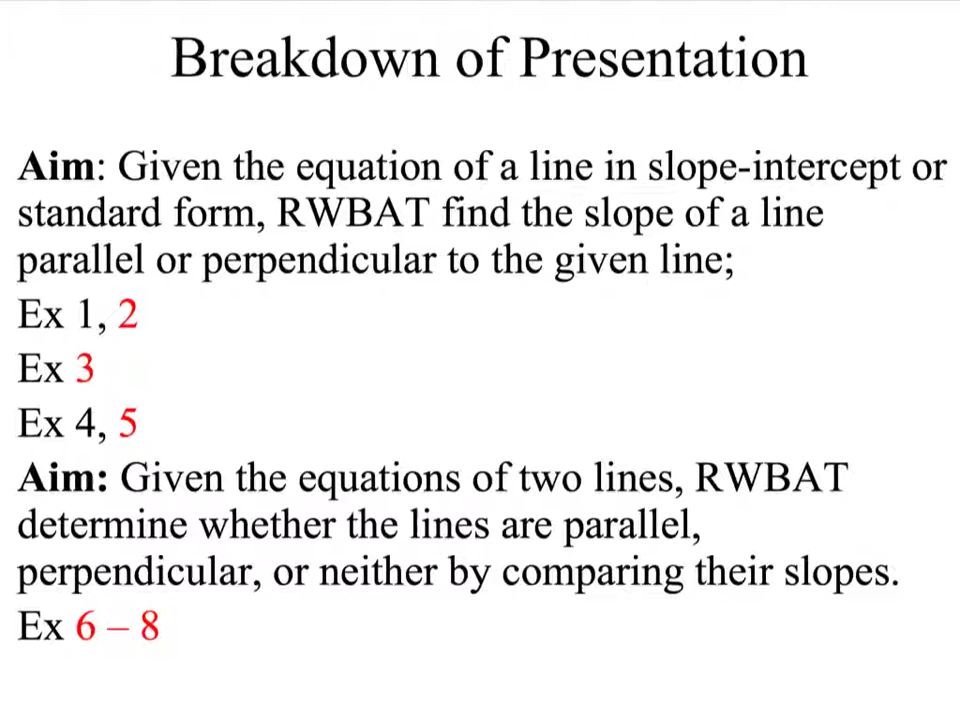 Breakdown of Presentation
Aim: Given the equation of a line in slope-intercept or
standard form, RWBAT find the slope of a line
parallel or perpendicular to the given line;
Ex 1, 2
Ex 3
Ex 4, 5
Aim: Given the equations of two lines, RWBAT
determine whether the lines are parallel,
perpendicular, or neither by comparing their slopes.
Ex 6 – 8